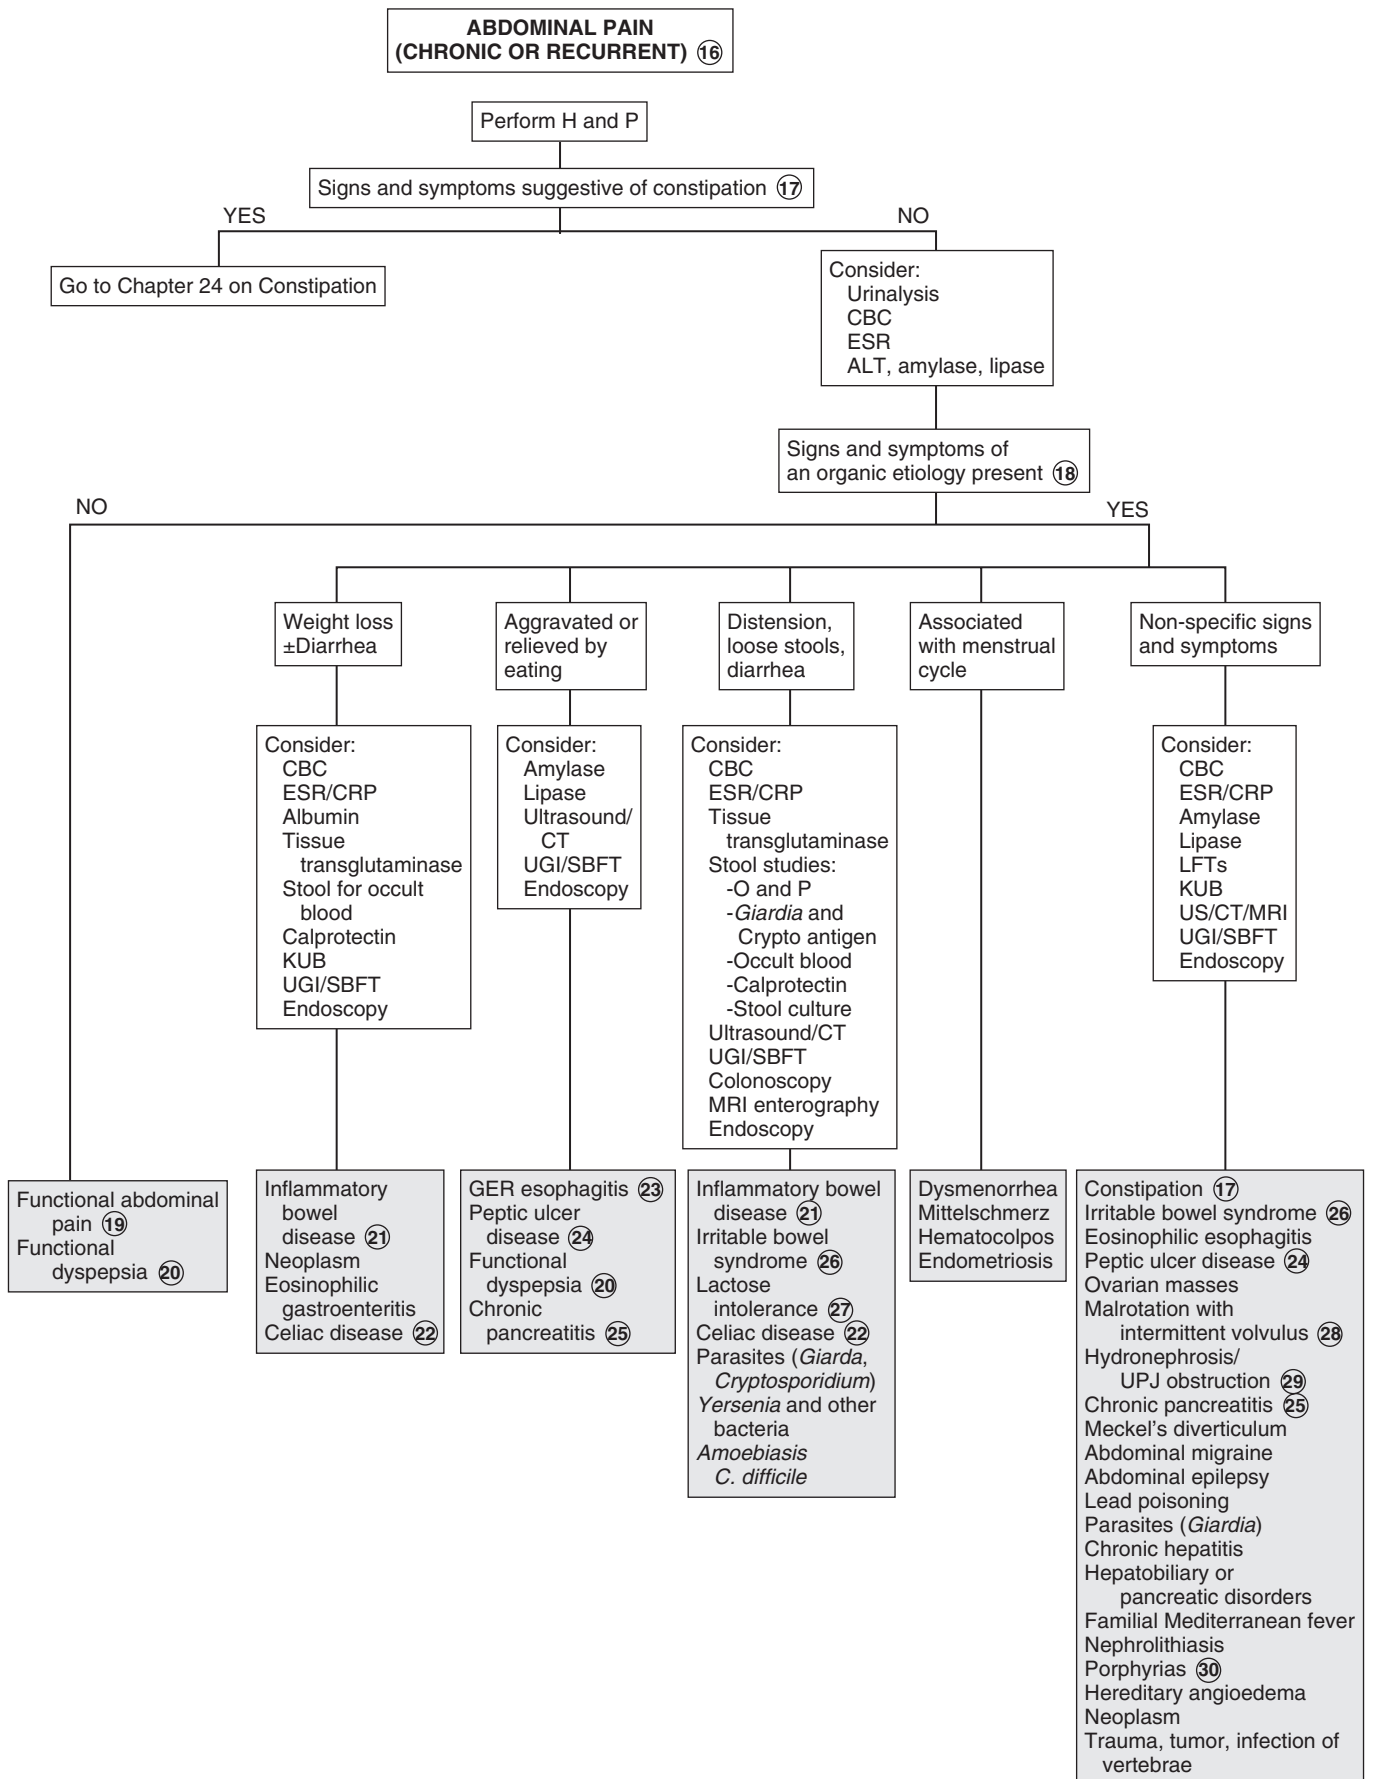 ABDOMINAL PAIN
(CHRONIC OR RECURRENT) 16
Perform H and P
Signs and symptoms suggestive of constipation 17
YES
NO
Go to Chapter 24 on Constipation
Consider:
Urinalysis
CBC
ESR
ALT, amylase, lipase
Signs and symptoms of
an organic etiology present 18
NO
YES
Weight loss
±Diarrhea
Aggravated or
relieved by
eating
Distension,
loose stools,
diarrhea
Associated
with menstrual
cycle
Non-specific signs
and symptoms
Consider:
CBC
ESR/CRP
Albumin
Tissue
transglutaminase
Stool for occult
blood
Calprotectin
KUB
UGI/SBFT
Endoscopy
Consider:
Amylase
Lipase
Ultrasound/
CT
UGI/SBFT
Endoscopy
Consider:
CBC
ESR/CRP
Tissue
transglutaminase
Stool studies:
-O and P
-Giardia and
Crypto antigen
-Occult blood
-Calprotectin
-Stool culture
Ultrasound/CT
UGI/SBFT
Colonoscopy
MRI enterography
Endoscopy
Consider:
CBC
ESR/CRP
Amylase
Lipase
LFTs
KUB
US/CT/MRI
UGI/SBFT
Endoscopy
Functional abdominal
pain 19
Functional
dyspepsia 20
Inflammatory
bowel
disease 21
Neoplasm
Eosinophilic
gastroenteritis
Celiac disease 22
GER esophagitis 23
Peptic ulcer
disease 24
Functional
dyspepsia 20
Chronic
pancreatitis 25
Inflammatory bowel
disease 21
Irritable bowel
syndrome 26
Lactose
intolerance 27
Celiac disease 22
Parasites (Giarda,
Cryptosporidium)
Yersenia and other
bacteria
Amoebiasis
C. difficile
Dysmenorrhea
Mittelschmerz
Hematocolpos
Endometriosis
Constipation 17
Irritable bowel syndrome 26
Eosinophilic esophagitis
Peptic ulcer disease 24
Ovarian masses
Malrotation with
intermittent volvulus 28
Hydronephrosis/
UPJ obstruction 29
Chronic pancreatitis 25
Meckel's diverticulum
Abdominal migraine
Abdominal epilepsy
Lead poisoning
Parasites (Giardia)
Chronic hepatitis
Hepatobiliary or
pancreatic disorders
Familial Mediterranean fever
Nephrolithiasis
Porphyrias 30
Hereditary angioedema
Neoplasm
Trauma, tumor, infection of
vertebrae